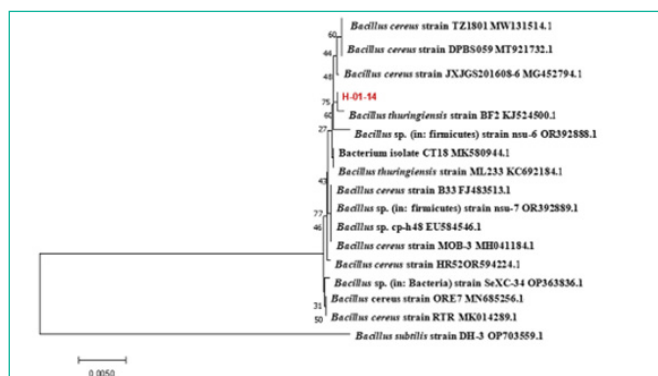 Bacillus cereus strain TZ1801 MW131514.1
60
Bacillus cereus strain DPBS059 MT921732.1
44
Bacillus cereus strain JXJGS201608-6 MG452794.1
48
H-01-14
75
Bacillus thuringiensis strain BF2 KJ524500.1
60
Bacillus sp. (in: firmicutes) strain nsu-6 OR392888.1
27
Bacterium isolate CT18 MK580944.1
Bacillus thuringiensis strain ML233 KC692184.1
43
Bacillus cereus strain B33 FJ483513.1
Bacillus sp. (in: firmicutes) strain nsu-7 OR392889.1
77
Bacillus sp. cp-h48 EU584546.1
46
Bacillus cereus strain MOB-3 MH041184.1
Bacillus cereus strain HR52OR594224.1
Bacillus sp. (in: Bacteria) strain SeXC-34 OP363836.1
Bacillus cereus strain ORE7 MN685256.1
31
Bacillus cereus strain RTR MK014289.1
50
Bacillus subtilis strain DH-3 OP703559.1
0.0050